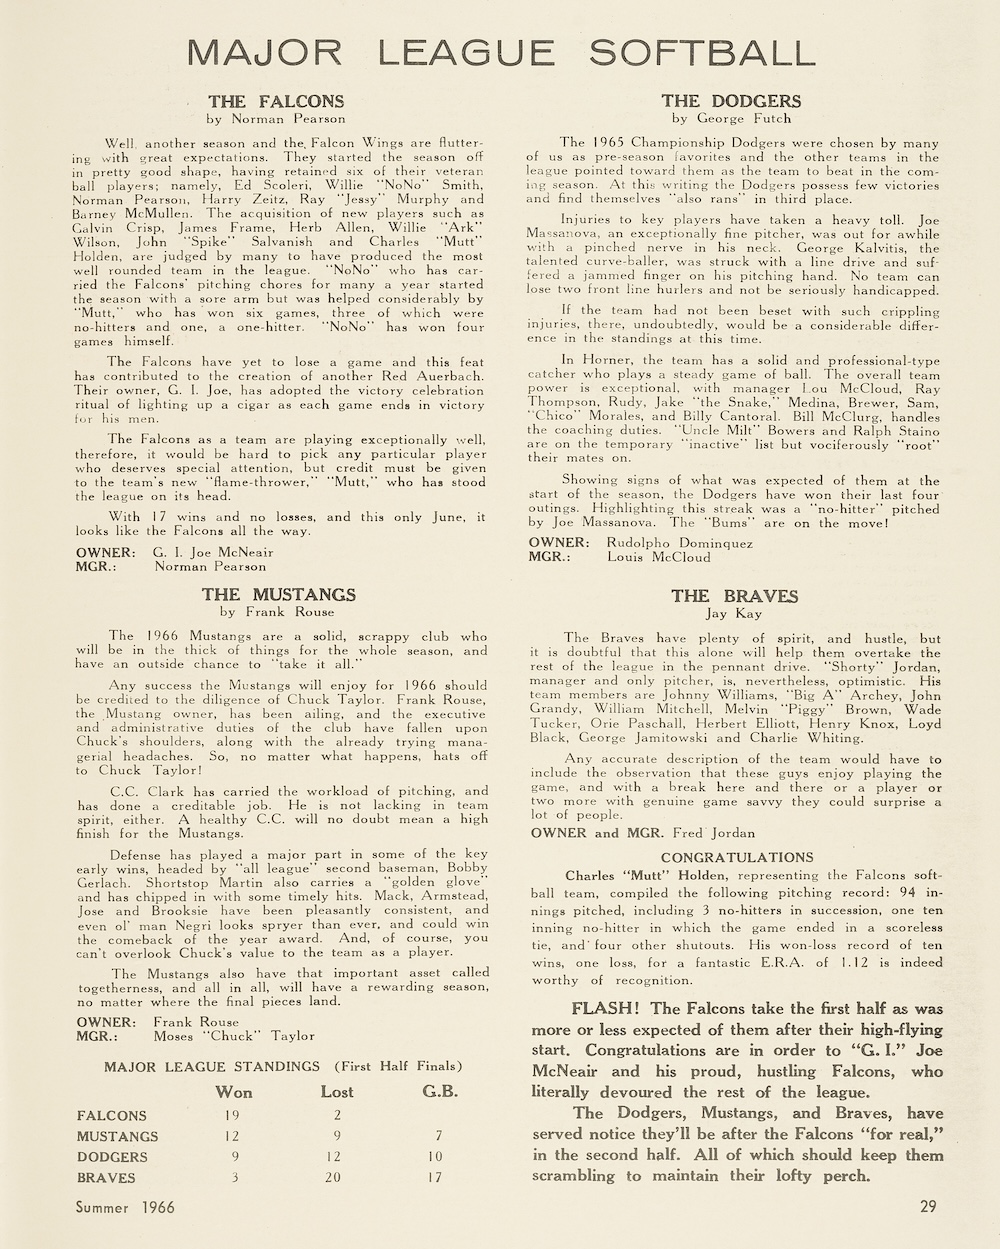 MAJOR LEAGUE SOFTBALL
THE FALCONS
by Norman Pearson
Well, another season and the Falcon Wings are flutter-
ing with great expectations. They started the season off
in pretty good shape, having retained six of their veteran
ball players; namely, Ed Scoleri, Willie "NoNo" Smith,
Norman Pearson, Harry Zeitz, Ray "Jessy" Murphy and
Barney McMullen. The acquisition of new players such as
Calvin Crisp, James Frame, Herb Allen, Willie "Ark"
Wilson, John "Spike" Salvanish and Charles "Mutt"
Holden, are judged by many to have produced the most
well rounded team in the league. "NoNo" who has car-
ried the Falcons' pitching chores for many a year started
the season with a sore arm but was helped considerably by
"Mutt," who has won six games, three of which were
no-hitters and one, a one-hitter. "NoNo" has won four
games himself.
The Falcons have yet to lose a game and this feat
has contributed to the creation of another Red Auerbach.
Their owner, G. I. Joe, has adopted the victory celebration
ritual of lighting up a cigar as each game ends in victory
for his men.
The Falcons as a team are playing exceptionally well,
therefore, it would be hard to pick any particular player
who deserves special attention, but credit must be given
to the team's new "flame-thrower," "Mutt," who has stood
the league on its head.
With 17 wins and no losses, and this only June, it
looks like the Falcons all the way.
OWNER: G. I. Joe McNeair
MGR.: Norman Pearson
THE MUSTANGS
by Frank Rouse
The 1966 Mustangs are a solid, scrappy club who
will be in the thick of things for the whole season, and
have an outside chance to "take it all."
Any success the Mustangs will enjoy for 1966 should
be credited to the diligence of Chuck Taylor. Frank Rouse,
the Mustang owner, has been ailing, and the executive
and administrative duties of the club have fallen upon
Chuck's shoulders, along with the already trying mana-
gerial headaches. So, no matter what happens, hats off
to Chuck Taylor!
C.C. Clark has carried the workload of pitching, and
has done a creditable job. He is not lacking in team
spirit, either. A healthy C.C. will no doubt mean a high
finish for the Mustangs.
Defense has played a major part in some of the key
early wins, headed by "all league" second baseman, Bobby
Gerlach. Shortstop Martin also carries a "golden glove"
and has chipped in with some timely hits. Mack, Armstead,
Jose and Brooksie have been pleasantly consistent, and
even ol' man Negri looks spryer than ever, and could win
the comeback of the year award. And, of course, you
can't overlook Chuck's value to the team as a player.
The Mustangs also have that important asset called
togetherness, and all in all, will have a rewarding season,
no matter where the final pieces land.
OWNER: Frank Rouse
MGR.: Moses "Chuck" Taylor
MAJOR LEAGUE STANDINGS (First Half Finals)
Won Lost G.B.
FALCONS 19 2
MUSTANGS 12 9 7
DODGERS 9 12 10
BRAVES 3 20 17
THE DODGERS
by George Futch
The 1965 Championship Dodgers were chosen by many
of us as pre-season favorites and the other teams in the
league pointed toward them as the team to beat in the com-
ing season. At this writing the Dodgers possess few victories
and find themselves "also rans" in third place.
Injuries to key players have taken a heavy toll. Joe
Massanova, an exceptionally fine pitcher, was out for awhile
with a pinched nerve in his neck. George Kalvitis, the
talented curve-baller, was struck with a line drive and suf-
fered a jammed finger on his pitching hand. No team can
lose two front line hurlers and not be seriously handicapped.
If the team had not been beset with such crippling
injuries, there, undoubtedly, would be a considerable differ-
ence in the standings at this time.
In Horner, the team has a solid and professional-type
catcher who plays a steady game of ball. The overall team
power is exceptional, with manager Lou McCloud, Ray
Thompson, Rudy, Jake "the Snake," Medina, Brewer, Sam,
"Chico" Morales, and Billy Cantoral. Bill McClurg, handles
the coaching duties. "Uncle Milt" Bowers and Ralph Staino
are on the temporary "inactive" list but vociferously "root"
their mates on.
Showing signs of what was expected of them at the
start of the season, the Dodgers have won their last four
outings. Highlighting this streak was a "no-hitter" pitched
by Joe Massanova. The "Bums" are on the move!
OWNER: Rudolpho Dominquez
MGR.: Louis McCloud
THE BRAVES
Jay Kay
The Braves have plenty of spirit, and hustle, but
it is doubtful that this alone will help them overtake the
rest of the league in the pennant drive. "Shorty" Jordan,
manager and only pitcher, is, nevertheless, optimistic. His
team members are Johnny Williams, "Big A" Archey, John
Grandy, William Mitchell, Melvin "Piggy" Brown, Wade
Tucker, Orie Paschall, Herbert Elliott, Henry Knox, Loyd
Black, George Jamitowski and Charlie Whiting.
Any accurate description of the team would have to
include the observation that these guys enjoy playing the
game, and with a break here and there or a player or
two more with genuine game savvy they could surprise a
lot of people.
OWNER and MGR. Fred Jordan
CONGRATULATIONS
Charles "Mutt" Holden, representing the Falcons soft-
ball team, compiled the following pitching record: 94 in-
nings pitched, including 3 no-hitters in succession, one ten
inning no-hitter in which the game ended in a scoreless
tie, and four other shutouts. His won-loss record of ten
wins, one loss, for a fantastic E.R.A. of 1.12 is indeed
worthy of recognition.
FLASH! The Falcons take the first half as was
more or less expected of them after their high-flying
start. Congratulations are in order to "G. I." Joe
McNeair and his proud, hustling Falcons, who
literally devoured the rest of the league.
The Dodgers, Mustangs, and Braves, have
served notice they'll be after the Falcons "for real,"
in the second half. All of which should keep them
scrambling to maintain their lofty perch.
Summer 1966
29